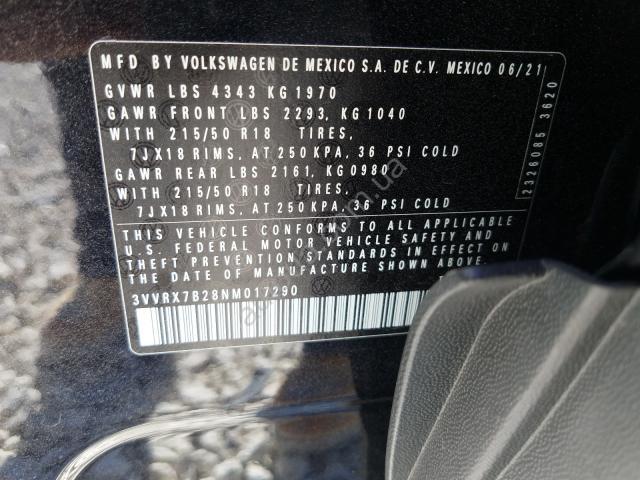 MFD BY VOLKSWAGEN DE MEXICO S.A. DE C.V. MEXICO 06/21
GVWR LBS 4343 KG 1970
GAWR FRONT LBS 2293, KG 1040
WITH 215/50 R18 TIRES,
7JX18 RIMS, AT 250 KPA, 36 PSI COLD
GAWR REAR LBS 2161, KG0980
WITH 215/50 R18 TIRES,
7JX18 RIMS, AT 250 KPA, 36 PSI COLD
THIS VEHICLE CONFORMS TO ALL APPLICABLE
U.S. FEDERAL MOTOR VEHICLE SAFETY AND
THEFT PREVENTION STANDARDS IN EFFECT ON
THE DATE OF MANUFACTURE SHOWN ABOVE.
3VVRX7B28NM017290
2326085 3620